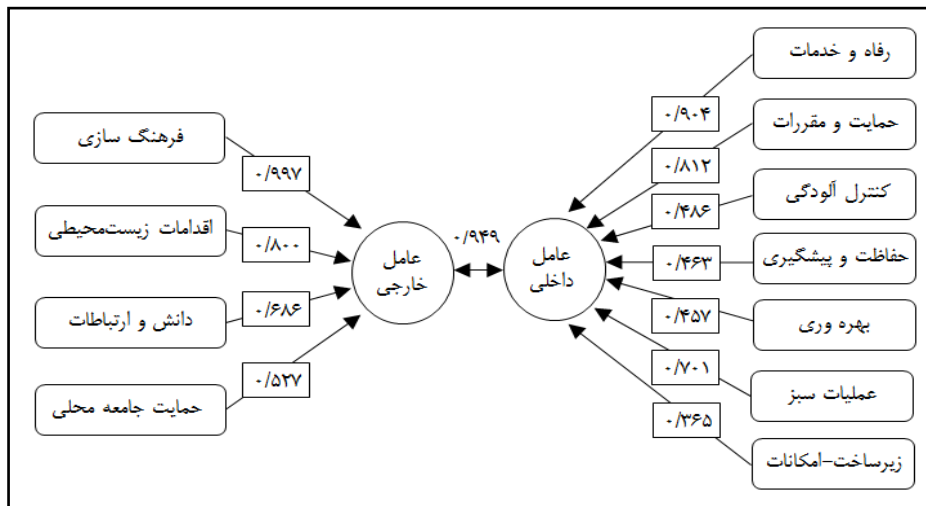 رفاه و خدمات
۰/۹۰۴
حمایت و مقررات
۰/۸۱۲
کنترل آلودگی
۰/۴۸۶
حفاظت و پیشگیری
۰/۴۶۳
بهره وری
۰/۴۵۷
عملیات سبز
۰/۷۰۱
زیرساخت-امکانات
۰/۳۶۵
عامل
داخلی
۰/۹۴۹
عامل
خارجی
فرهنگ سازی
۰/۹۹۷
اقدامات زیست‌محیطی
۰/۸۰۰
دانش و ارتباطات
۰/۶۸۶
حمایت جامعه محلی
۰/۵۲۷